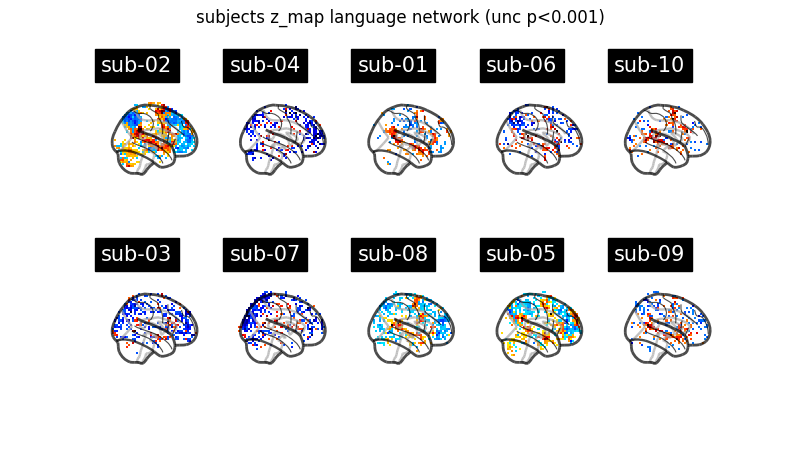 subjects z_map language network (unc p<0.001)
sub-02 sub-04 sub-01 sub-06 sub-10
sub-03 sub-07 sub-08 sub-05 sub-09